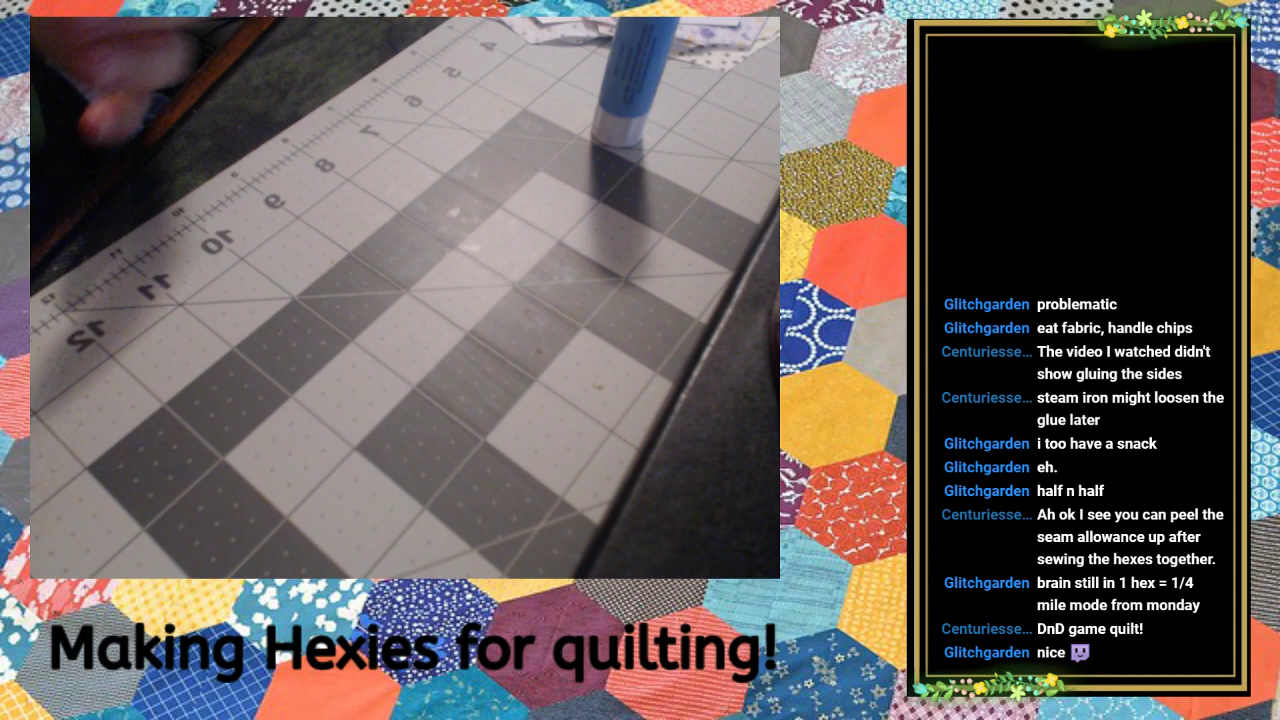 4
5
6
7
8
9
10
11
12
Glitchgarden problematic
Glitchgarden eat fabric, handle chips
Centuriesse… The video I watched didn't
show gluing the sides
Centuriesse… steam iron might loosen the
glue later
Glitchgarden i too have a snack
Glitchgarden eh.
Glitchgarden half n half
Centuriesse… Ah ok I see you can peel the
seam allowance up after
sewing the hexes together.
Glitchgarden brain still in 1 hex = 1/4
mile mode from monday
Centuriesse… DnD game quilt!
Glitchgarden nice
Making Hexies for quilting!